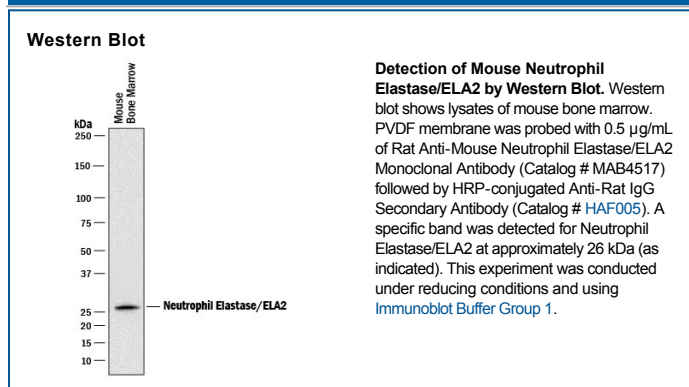 Western Blot
Mouse
Bone Marrow
kDa
250
150
100
75
50
37
25
20
15
10
Neutrophil Elastase/ELA2
Detection of Mouse Neutrophil
Elastase/ELA2 by Western Blot. Western
blot shows lysates of mouse bone marrow.
PVDF membrane was probed with 0.5 µg/mL
of Rat Anti-Mouse Neutrophil Elastase/ELA2
Monoclonal Antibody (Catalog # MAB4517)
followed by HRP-conjugated Anti-Rat IgG
Secondary Antibody (Catalog # HAF005). A
specific band was detected for Neutrophil
Elastase/ELA2 at approximately 26 kDa (as
indicated). This experiment was conducted
under reducing conditions and using
Immunoblot Buffer Group 1.